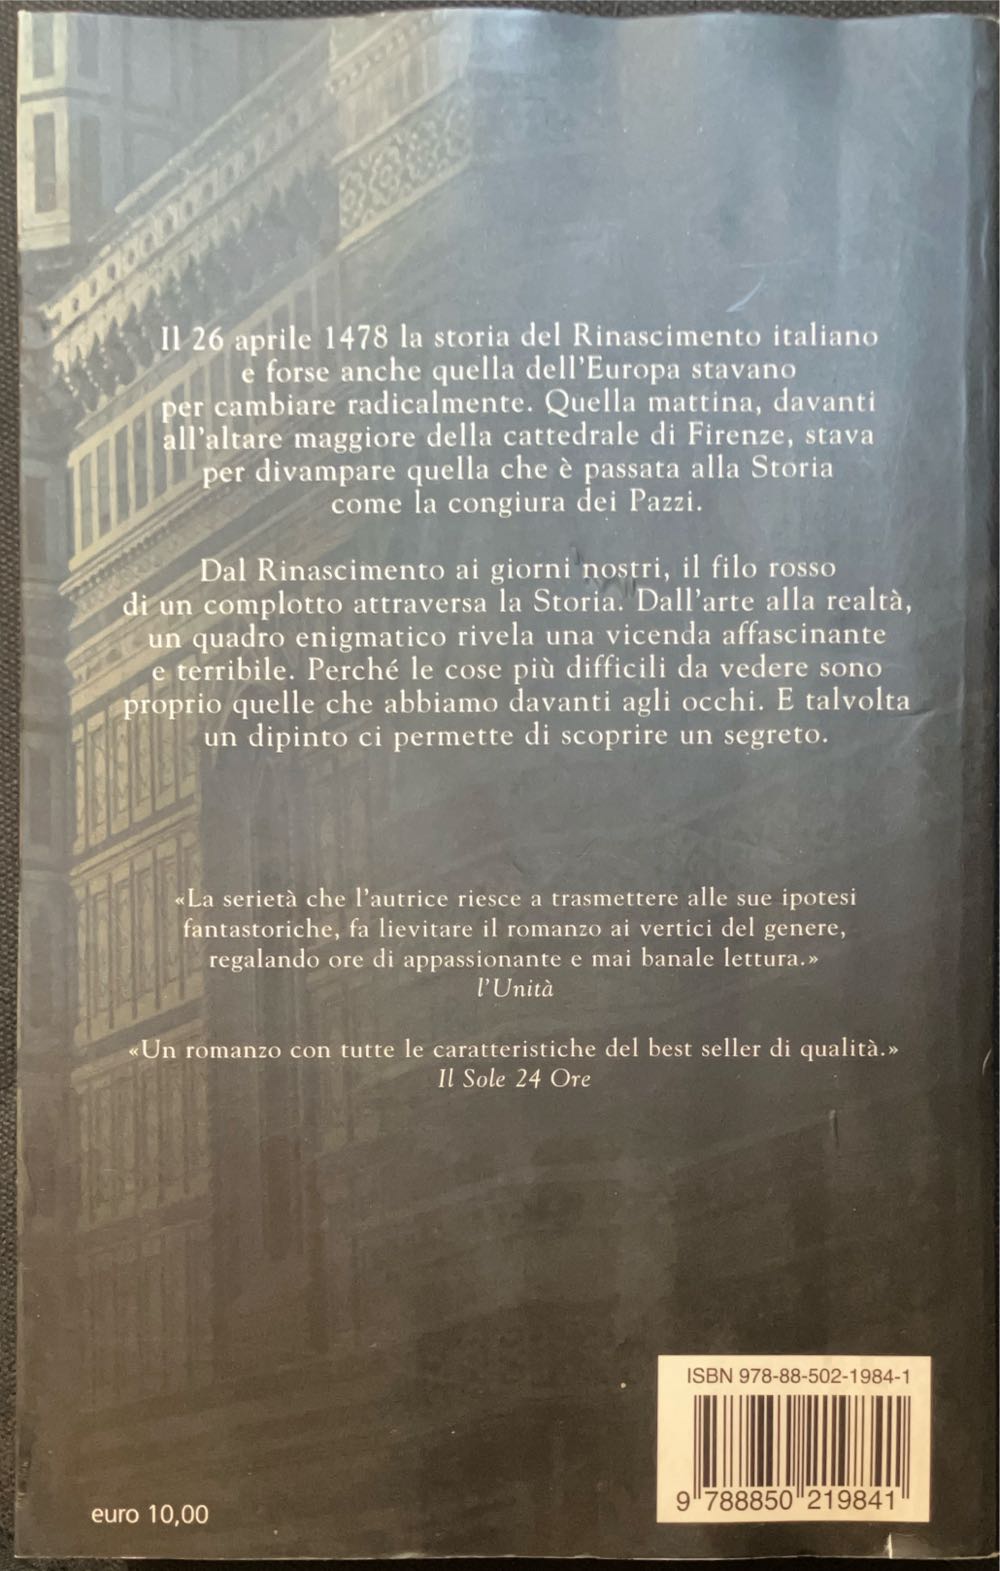 Il 26 aprile 1478 la storia del Rinascimento italiano
e forse anche quella dell'Europa stavano
per cambiare radicalmente. Quella mattina, davanti
all'altare maggiore della cattedrale di Firenze, stava
per divampare quella che è passata alla Storia
come la congiura dei Pazzi.
Dal Rinascimento ai giorni nostri, il filo rosso
di un complotto attraversa la Storia. Dall'arte alla realtà,
un quadro enigmatico rivela una vicenda affascinante
e terribile. Perché le cose più difficili da vedere sono
proprio quelle che abbiamo davanti agli occhi. E talvolta
un dipinto ci permette di scoprire un segreto.
«La serietà che l'autrice riesce a trasmettere alle sue ipotesi
fantastoriche, fa lievitare il romanzo ai vertici del genere,
regalando ore di appassionante e mai banale lettura.»
l'Unità
«Un romanzo con tutte le caratteristiche del best seller di qualità.»
Il Sole 24 Ore
ISBN 978-88-502-1984-1
9 788850 219841
euro 10,00